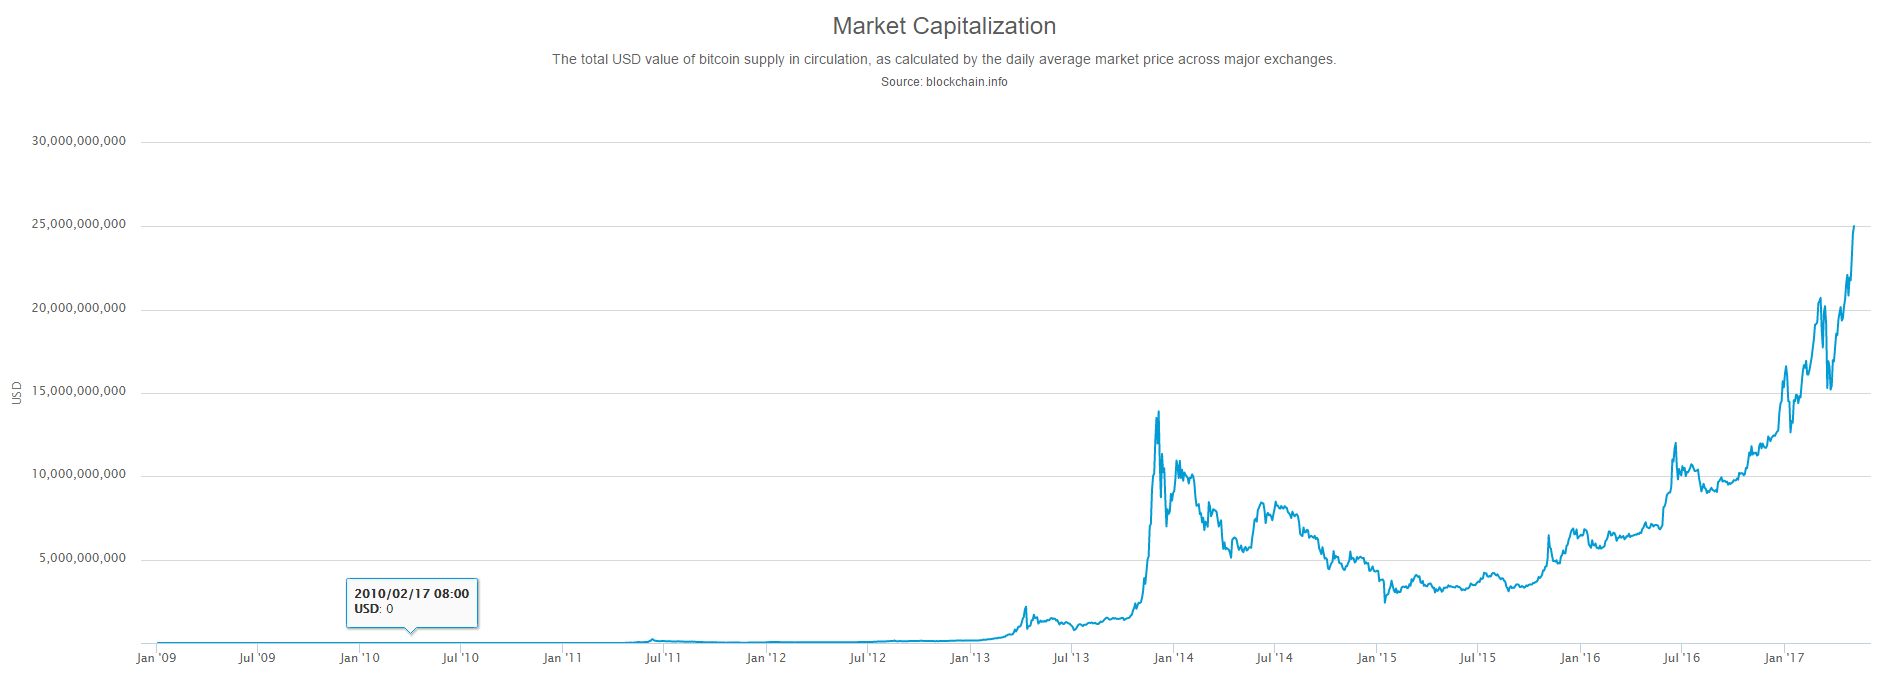 Market Capitalization
The total USD value of bitcoin supply in circulation, as calculated by the daily average market price across major exchanges.
Source: blockchain.info
30,000,000,000
25,000,000,000
20,000,000,000
15,000,000,000
USD
10,000,000,000
5,000,000,000
2010/02/17 08:00
USD: 0
Jan '09 Jul '09 Jan '10 Jul '10 Jan '11 Jul '11 Jan '12 Jul '12 Jan '13 Jul '13 Jan '14 Jul '14 Jan '15 Jul '15 Jan '16 Jul '16 Jan '17